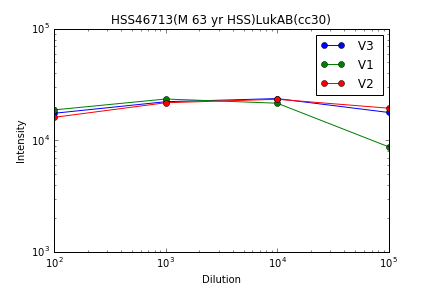 HSS46713(M 63 yr HSS)LukAB(cc30)
10^5
V3
V1
V2
10^4
Intensity
10^3
10^2 10^3 10^4 10^5
Dilution